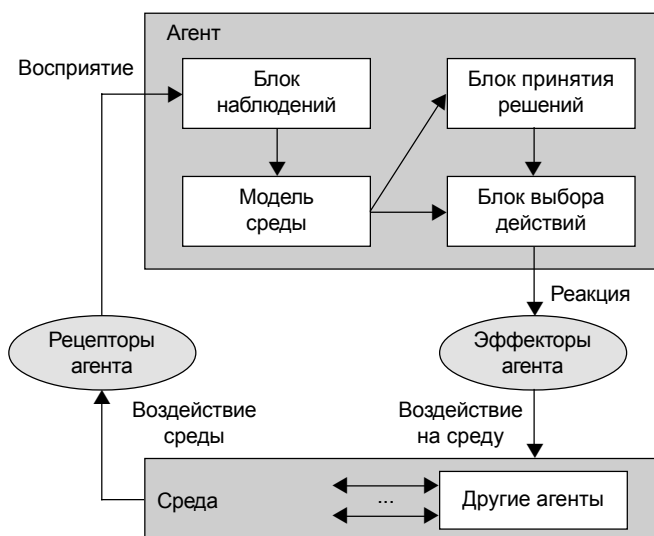 Агент
Восприятие
Блок
наблюдений
Блок принятия
решений
Модель
среды
Блок выбора
действий
Реакция
Рецепторы
агента
Эффекторы
агента
Воздействие
среды
Воздействие
на среду
Среда
...
Другие агенты